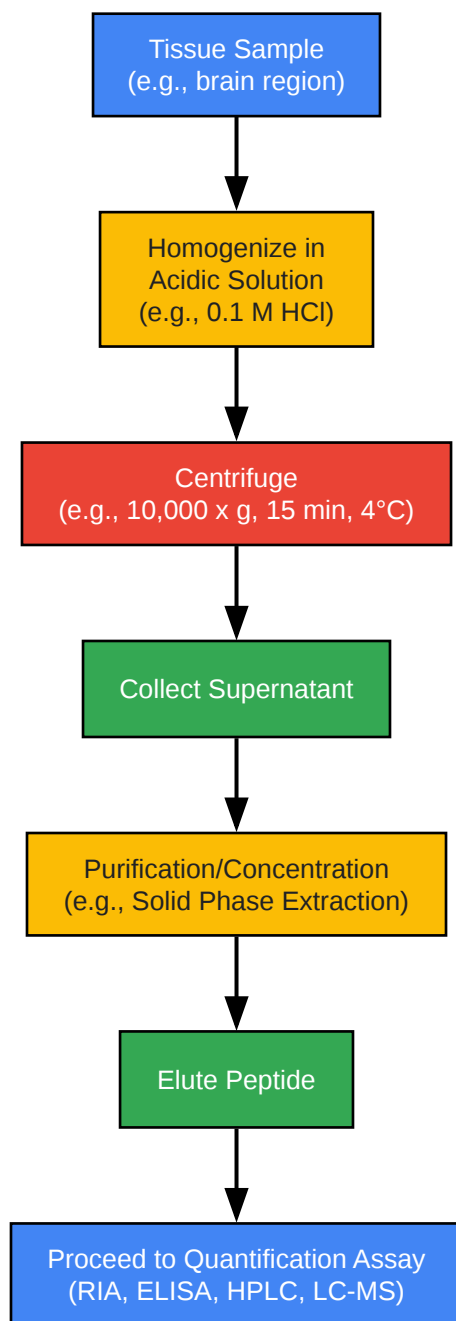 Tissue Sample
(e.g., brain region)
Homogenize in
Acidic Solution
(e.g., 0.1 M HCl)
Centrifuge
(e.g., 10,000 x g, 15 min, 4°C)
Collect Supernatant
Purification/Concentration
(e.g., Solid Phase Extraction)
Elute Peptide
Proceed to Quantification Assay
(RIA, ELISA, HPLC, LC-MS)